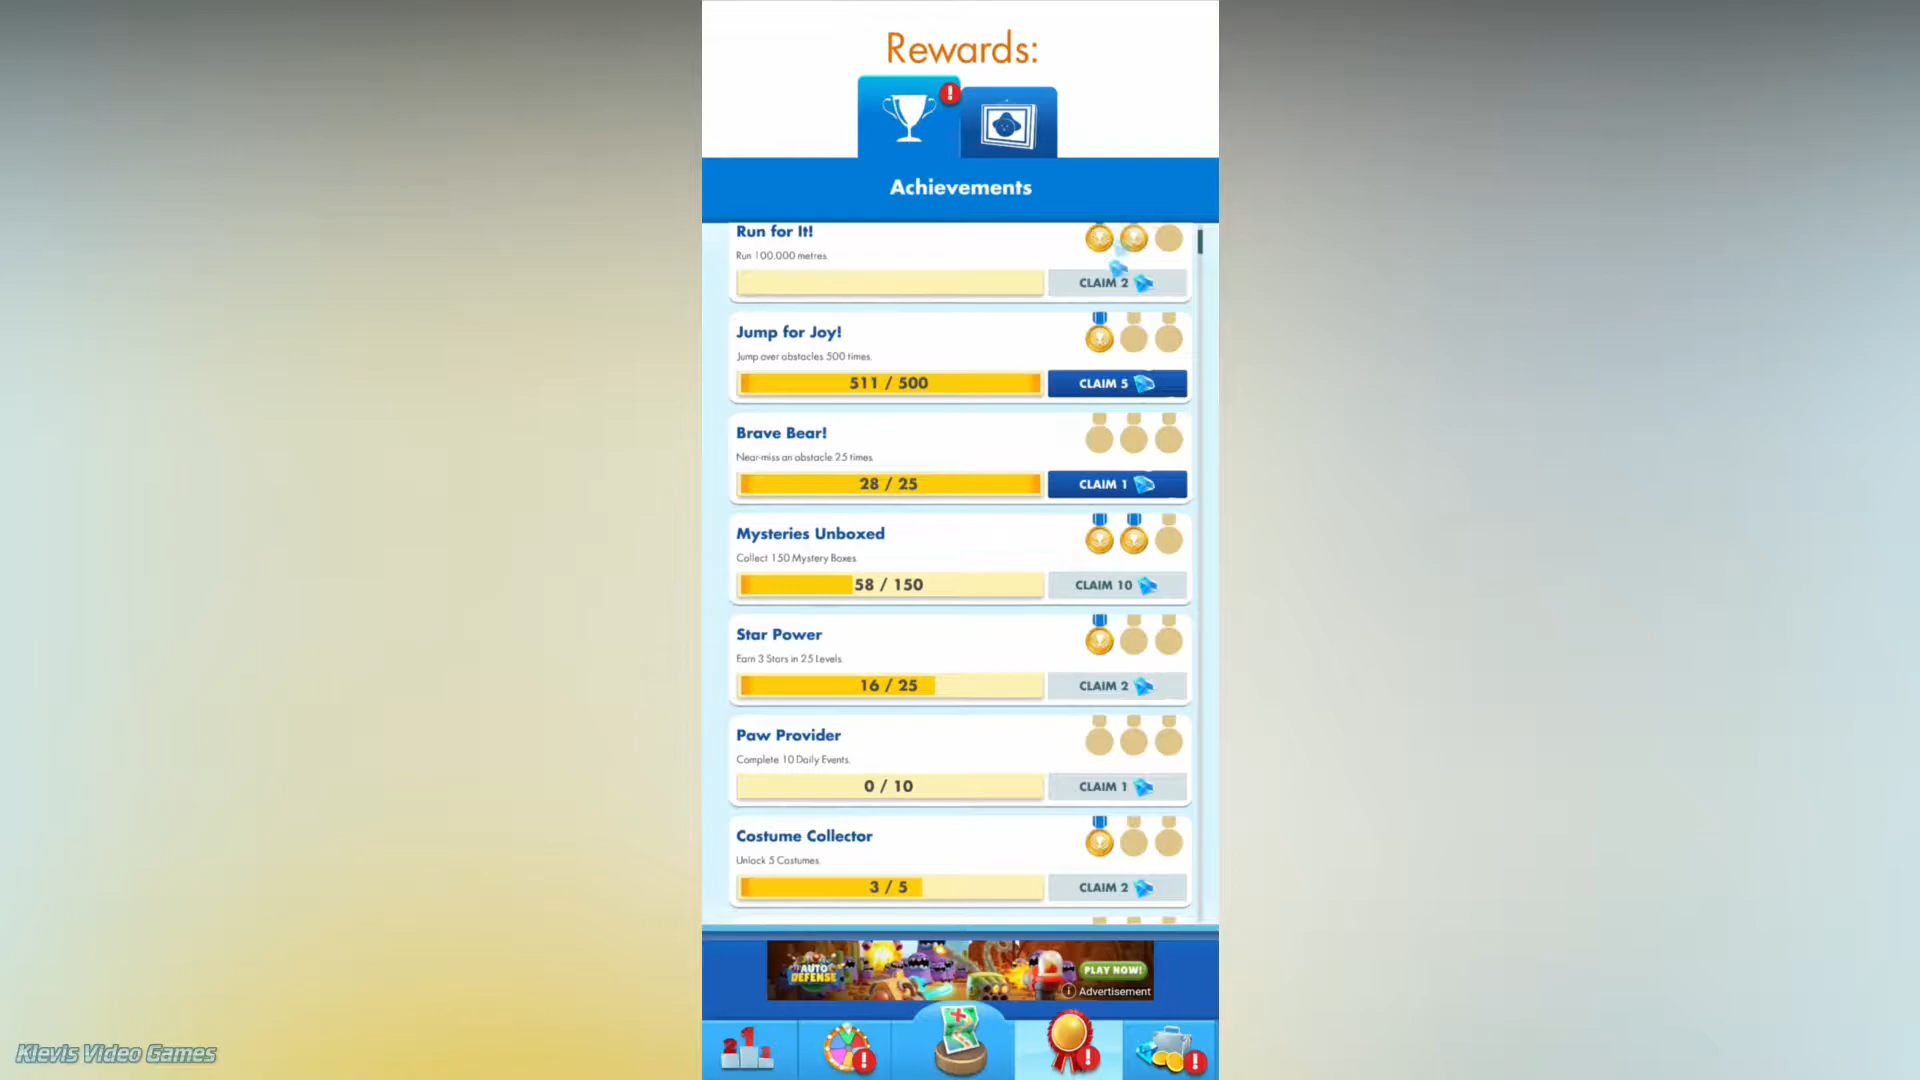 Rewards:
Achievements
Run for It!
Run 100.000 metres.
CLAIM 2
Jump for Joy!
Jump over obstacles 500 times.
511 / 500
CLAIM 5
Brave Bear!
Near-miss an obstacle 25 times.
28 / 25
CLAIM 1
Mysteries Unboxed
Collect 150 Mystery Boxes.
58 / 150
CLAIM 10
Star Power
Earn 3 Stars in 25 Levels.
16 / 25
CLAIM 2
Paw Provider
Complete 10 Daily Events.
0 / 10
CLAIM 1
Costume Collector
Unlock 5 Costumes.
3 / 5
CLAIM 2
AUTO
DEFENSE
PLAY NOW!
Advertisement
2 1 3
Klevis Video Games